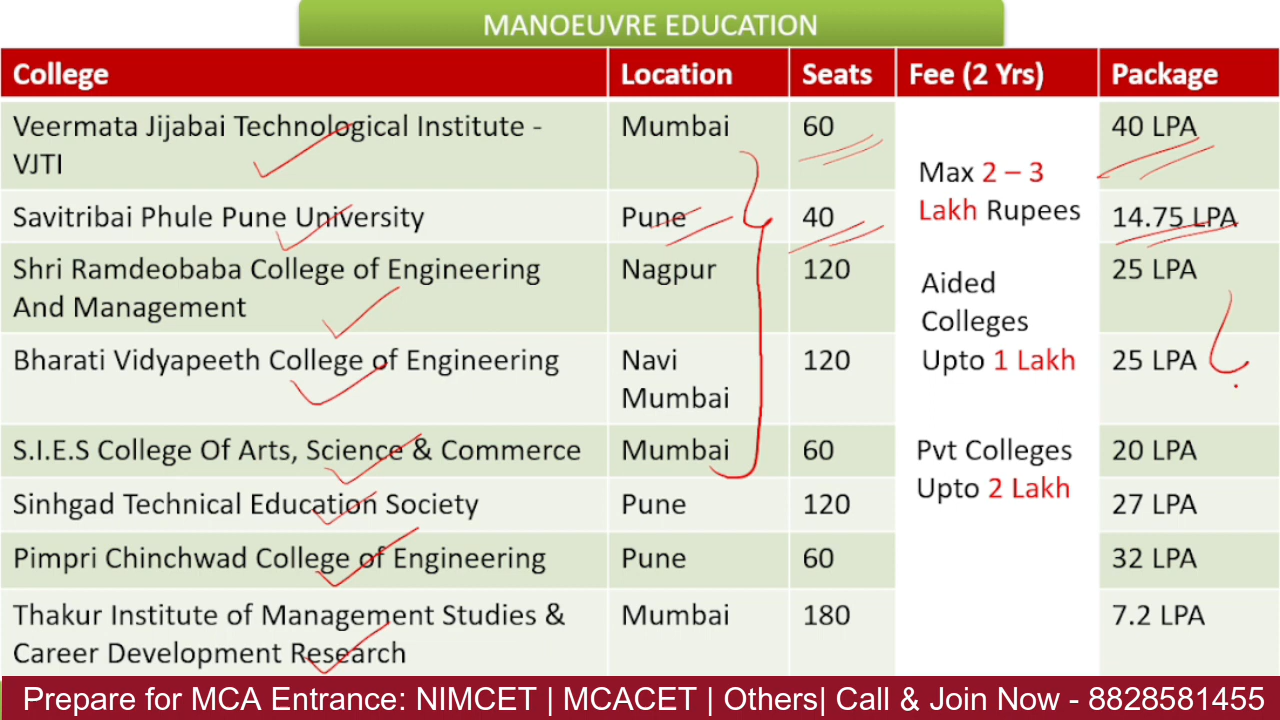 MANOEUVRE EDUCATION
College Location Seats Fee (2 Yrs) Package
Veermata Jijabai Technological Institute - Mumbai 60 40 LPA
VJTI
Max 2 – 3
Lakh Rupees
Savitribai Phule Pune University Pune 40 14.75 LPA
Shri Ramdeobaba College of Engineering Nagpur 120 25 LPA
And Management
Aided
Colleges
Upto 1 Lakh
Bharati Vidyapeeth College of Engineering Navi 120 25 LPA
Mumbai
S.I.E.S College Of Arts, Science & Commerce Mumbai 60 Pvt Colleges 20 LPA
Upto 2 Lakh
Sinhgad Technical Education Society Pune 120 27 LPA
Pimpri Chinchwad College of Engineering Pune 60 32 LPA
Thakur Institute of Management Studies & Mumbai 180 7.2 LPA
Career Development Research
Prepare for MCA Entrance: NIMCET | MCACET | Others| Call & Join Now - 8828581455